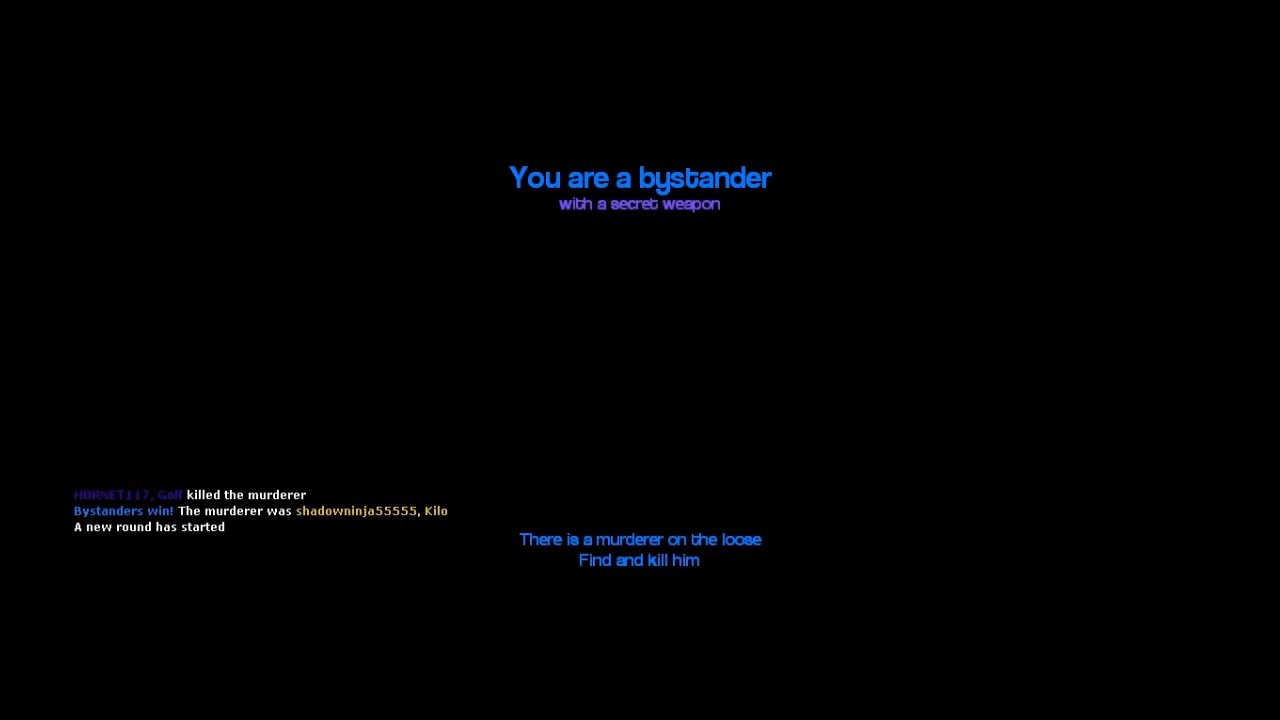 You are a bystander
with a secret weapon
HORNET117, Golf killed the murderer
Bystanders win! The murderer was shadowninja55555, Kilo
A new round has started
There is a murderer on the loose
Find and kill him